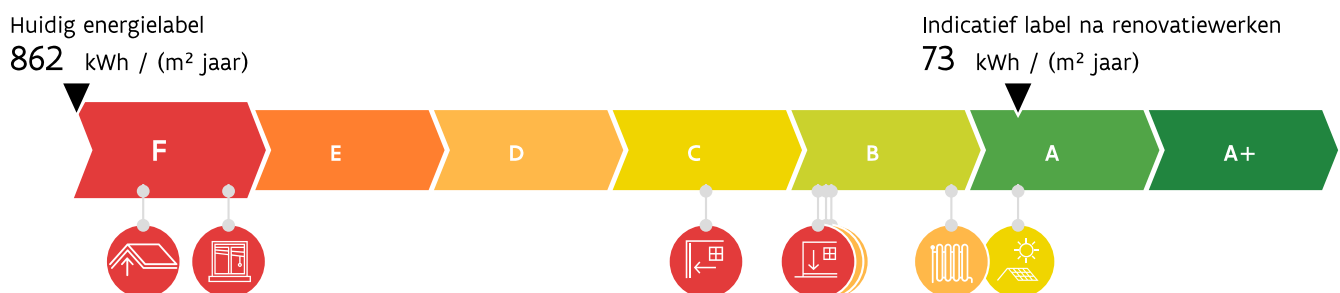 Huidig energielabel
862 kWh / (m² jaar)
Indicatief label na renovatiewerken
73 kWh / (m² jaar)
F E D C B A A+